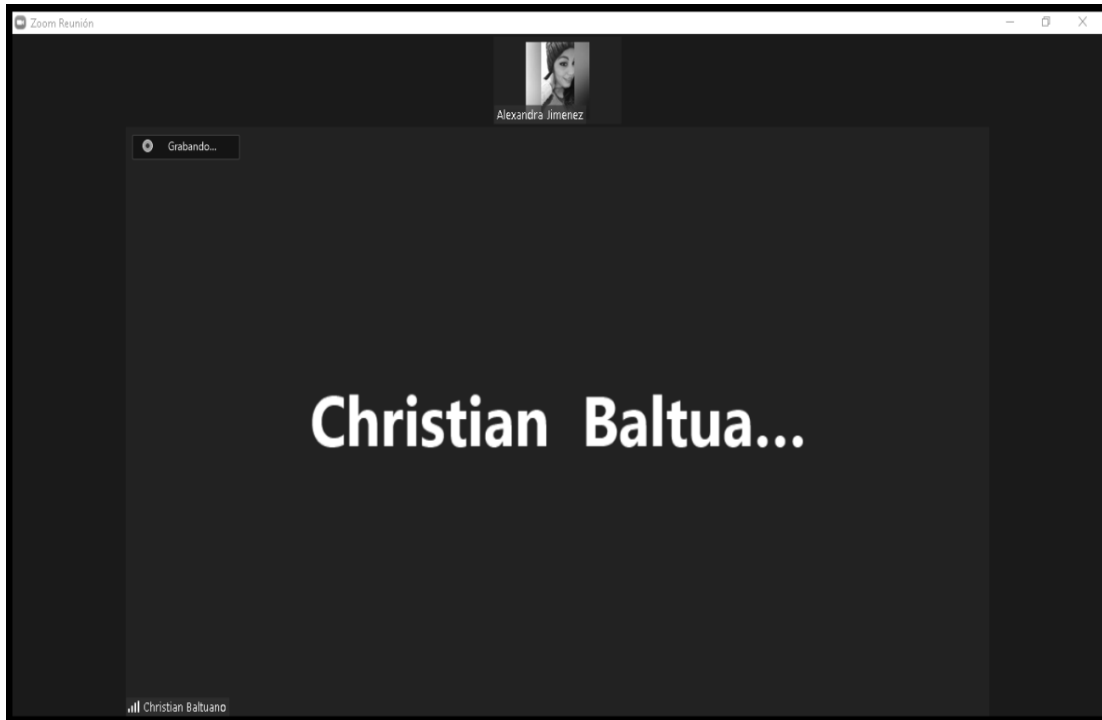 Zoom Reunión
Alexandra Jimenez
Grabando...
Christian Baltua...
Christian Baltuano